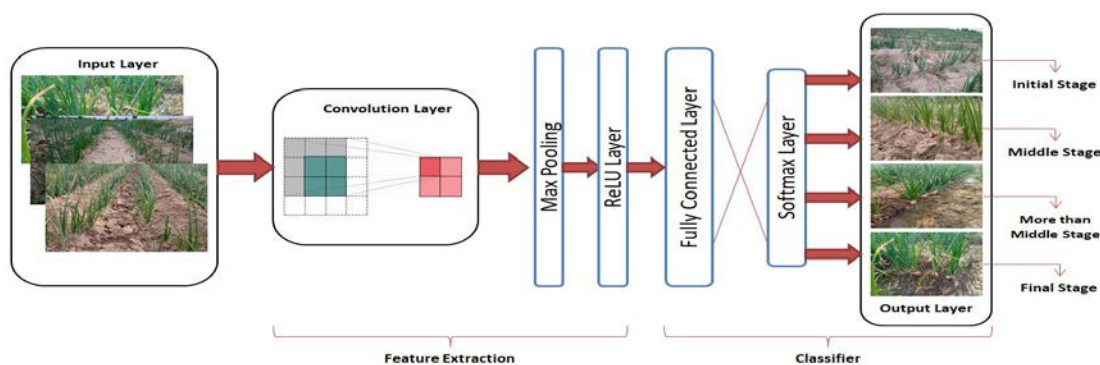 Input Layer
Convolution Layer
Max Pooling
ReLU Layer
Fully Connected Layer
Softmax Layer
Initial Stage
Middle Stage
More than
Middle Stage
Final Stage
Output Layer
Feature Extraction
Classifier